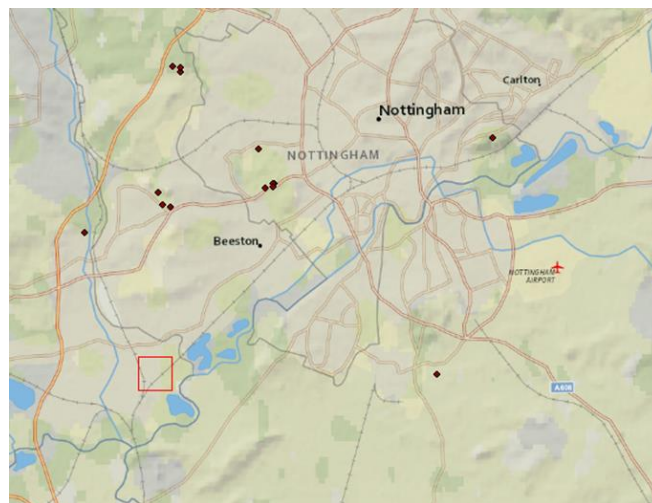 Carlton
Nottingham
NOTTINGHAM
Beeston
NOTTINGHAM
AIRPORT
A606